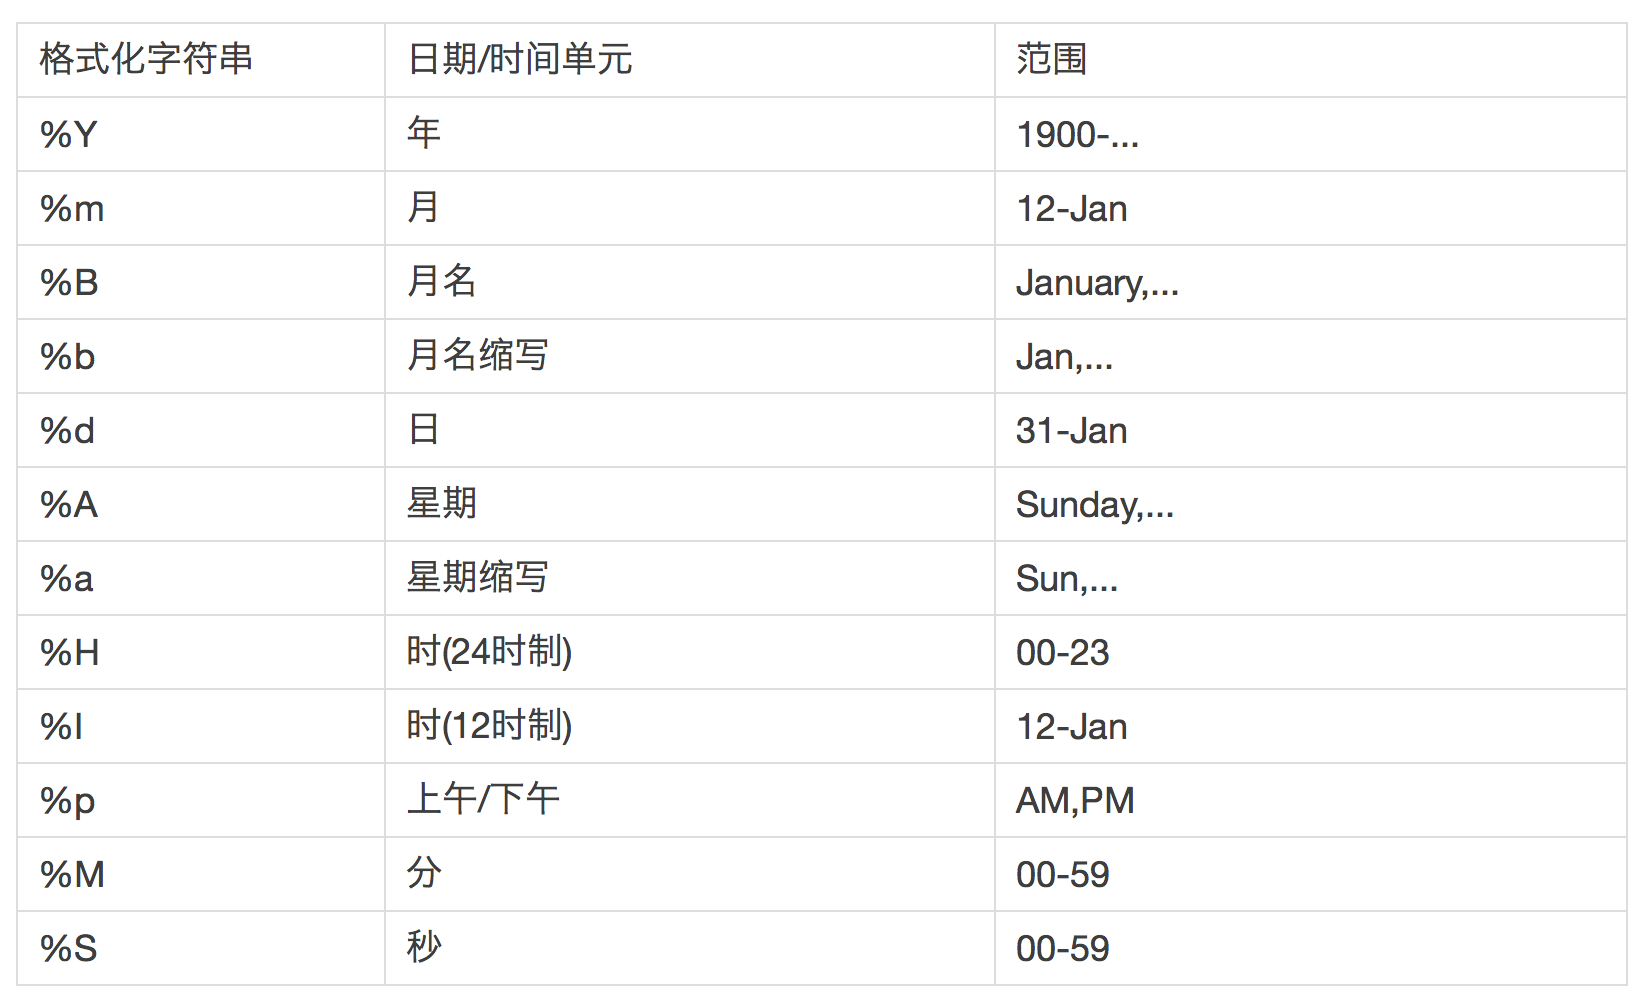 格式化字符串 日期/时间单元 范围
%Y 年 1900-...
%m 月 12-Jan
%B 月名 January,...
%b 月名缩写 Jan,...
%d 日 31-Jan
%A 星期 Sunday,...
%a 星期缩写 Sun,...
%H 时(24时制) 00-23
%I 时(12时制) 12-Jan
%p 上午/下午 AM,PM
%M 分 00-59
%S 秒 00-59